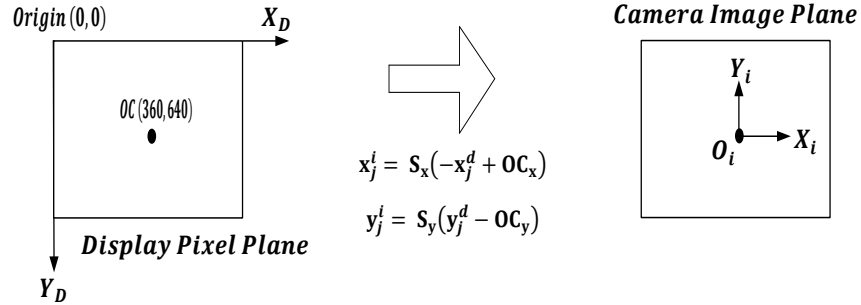 Origin (0, 0)
X_D
OC (360,640)
Display Pixel Plane
Y_D
x_j^i = S_x(-x_j^d + OC_x)
y_j^i = S_y(y_j^d - OC_y)
Camera Image Plane
Y_i
O_i
X_i